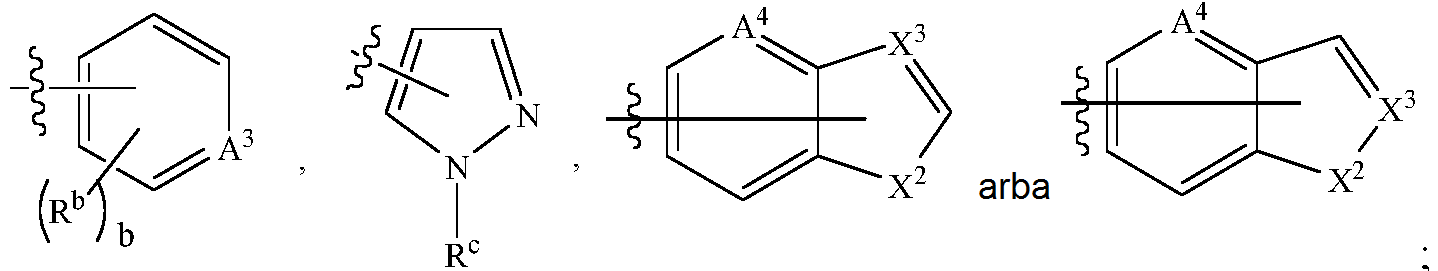 A³ (Rᵇ)b ,
N N Rᶜ ,
A⁴ X³ X² arba
A⁴ X³ X² ;